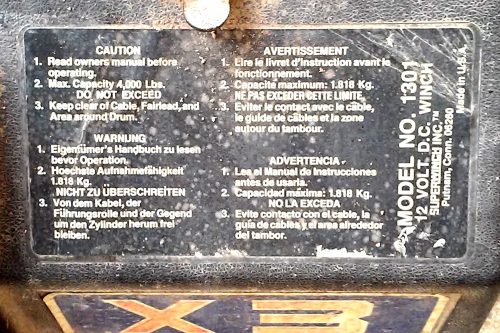 CAUTION
1. Read owners manual before
operating.
2. Max. Capacity 4,000 Lbs.
DO NOT EXCEED
3. Keep clear of Cable, Fairlead, and
Area around Drum.
WARNUNG
1. Eigentümer's Handbuch zu lesen
bevor Operation.
2. Hoechste Aufnahmefähigkeit
1.818 Kg.
NICHT ZU ÜBERSCHREITEN
3. Von dem Kabel, der
Führungsrolle und der Gegend
um den Zylinder herum frei
bleiben.
AVERTISSEMENT
1. Lire le livret d'instruction avant le
fonctionnement.
2. Capacité maximum: 1.818 Kg.
NE PAS EXCEDER CETTE LIMITE.
3. Eviter le contact avec le câble,
le guide de câbles et la zone
autour du tambour.
ADVERTENCIA
1. Lea el Manual de Instrucciones
antes de usarla.
2. Capacidad máxima: 1.818 Kg.
NO LA EXCEDA
3. Evite contacto con el cable, la
guía de cables y el area alrededor
del tambor.
MODEL NO. 1301
12 VOLT. D.C. WINCH
SUPERWINCH INC.™
Putnam, Conn. 06260
Made in U.S.A.
X3